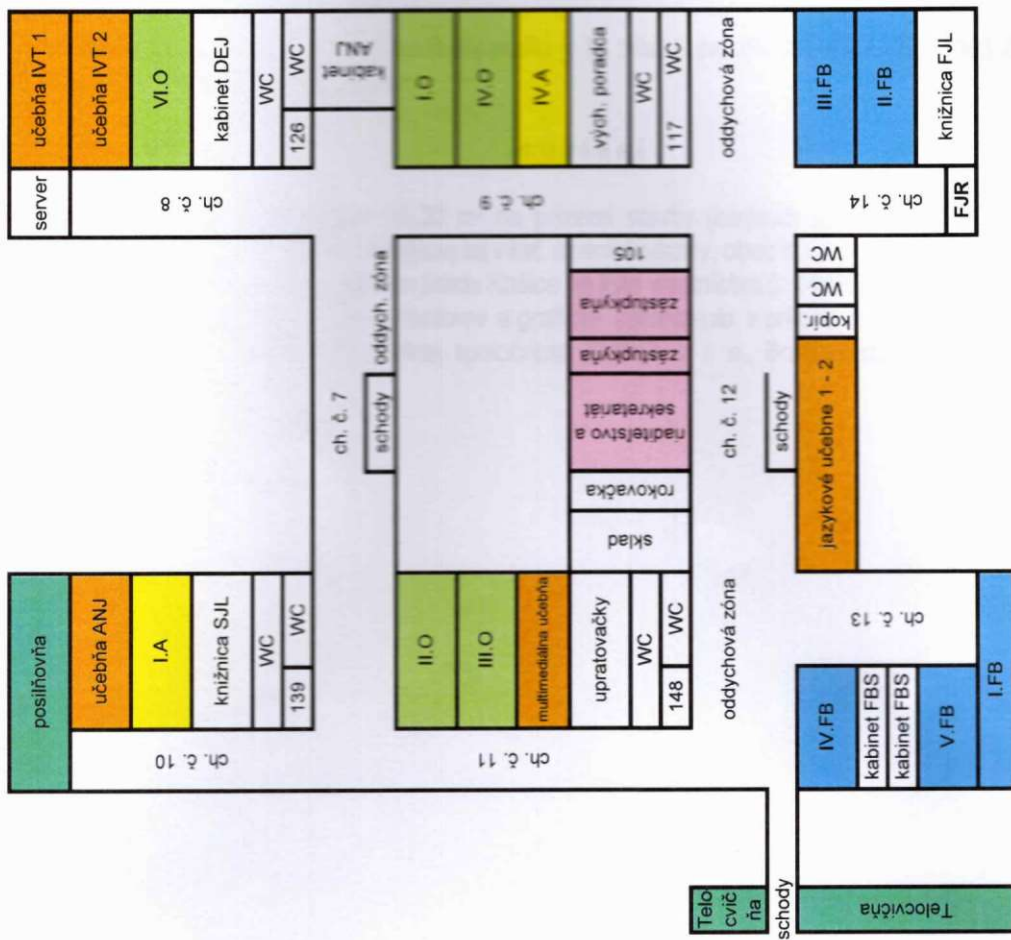 učebňa IVT 1
učebňa IVT 2
VI.O
kabinet DEJ
WC
126
WC
server
ch. č. 8
kabinet
ANJ
I.O
IV.O
IV.A
vých. poradca
WC
117
WC
ch. č. 9
oddychová zóna
III.FB
II.FB
knižnica FJL
FJR
ch. č. 14
ch. č. 7
schody
oddych. zóna
105
zástupkyňa
zástupkyňa
riaditeľstvo a
sekretariát
rokovačka
sklad
ch. č. 12
schody
WC
WC
kopír.
jazykové učebne 1 - 2
posilňovňa
učebňa ANJ
I.A
knižnica SJL
WC
139
WC
ch. č. 10
II.O
III.O
multimediálna učebňa
upratovačky
WC
148
WC
ch. č. 11
oddychová zóna
ch. č. 13
IV.FB
kabinet FBS
kabinet FBS
V.FB
I.FB
Telo
cvič
ňa
schody
Telocvičňa